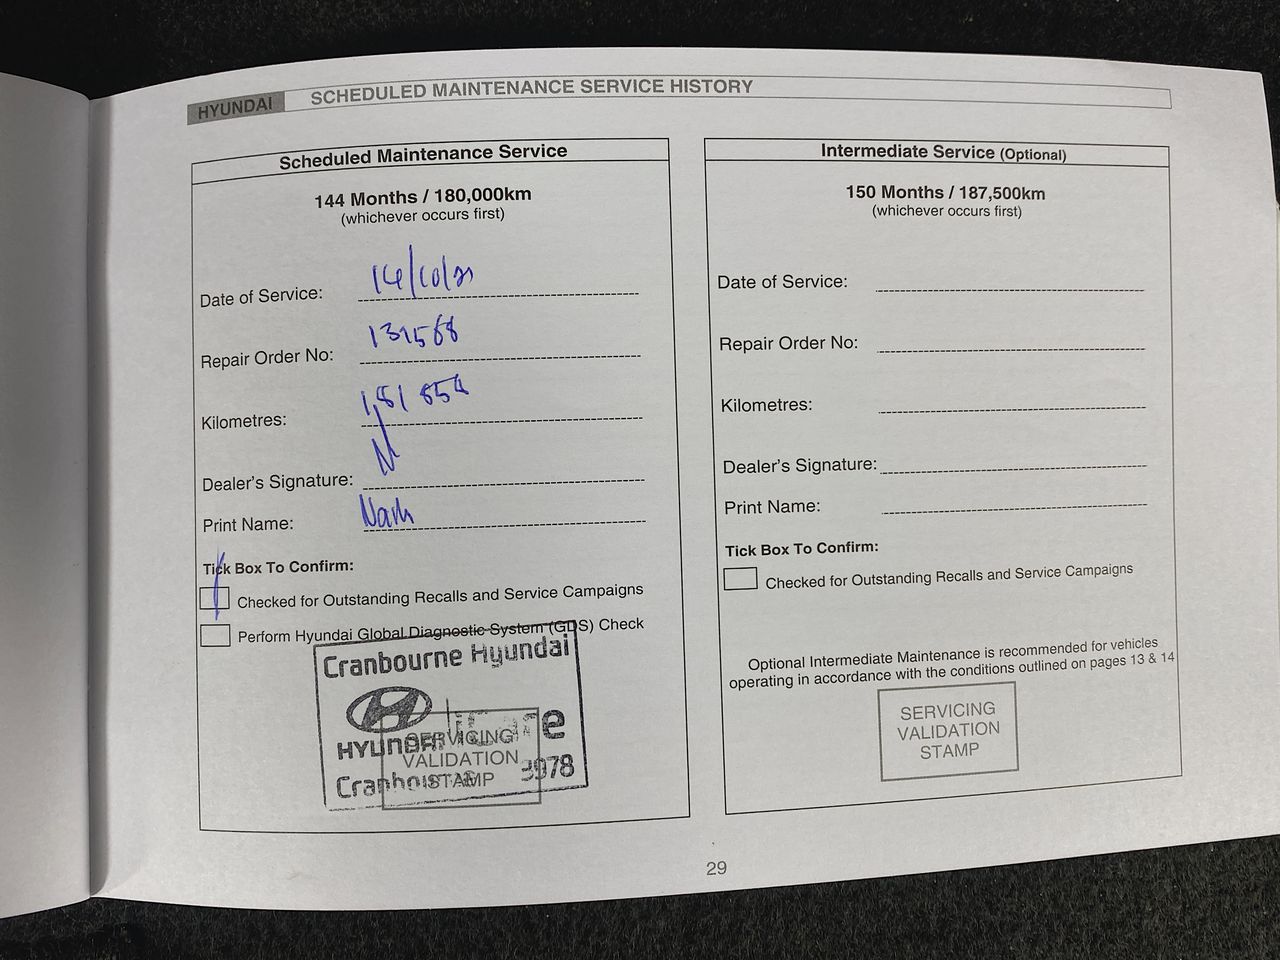 HYUNDAI
SCHEDULED MAINTENANCE SERVICE HISTORY
Scheduled Maintenance Service
144 Months / 180,000km
(whichever occurs first)
Date of Service: 14/10/21
Repair Order No: 131568
Kilometres: 181 854
Dealer's Signature:
Print Name:
Tick Box To Confirm:
Checked for Outstanding Recalls and Service Campaigns
Perform Hyundai Global Diagnostic System (GDS) Check
Cranbourne Hyundai
HYUNDAI
3978
SERVICING
VALIDATION
STAMP
Intermediate Service (Optional)
150 Months / 187,500km
(whichever occurs first)
Date of Service:
Repair Order No:
Kilometres:
Dealer's Signature:
Print Name:
Tick Box To Confirm:
Checked for Outstanding Recalls and Service Campaigns
Optional Intermediate Maintenance is recommended for vehicles
operating in accordance with the conditions outlined on pages 13 & 14
SERVICING
VALIDATION
STAMP
29